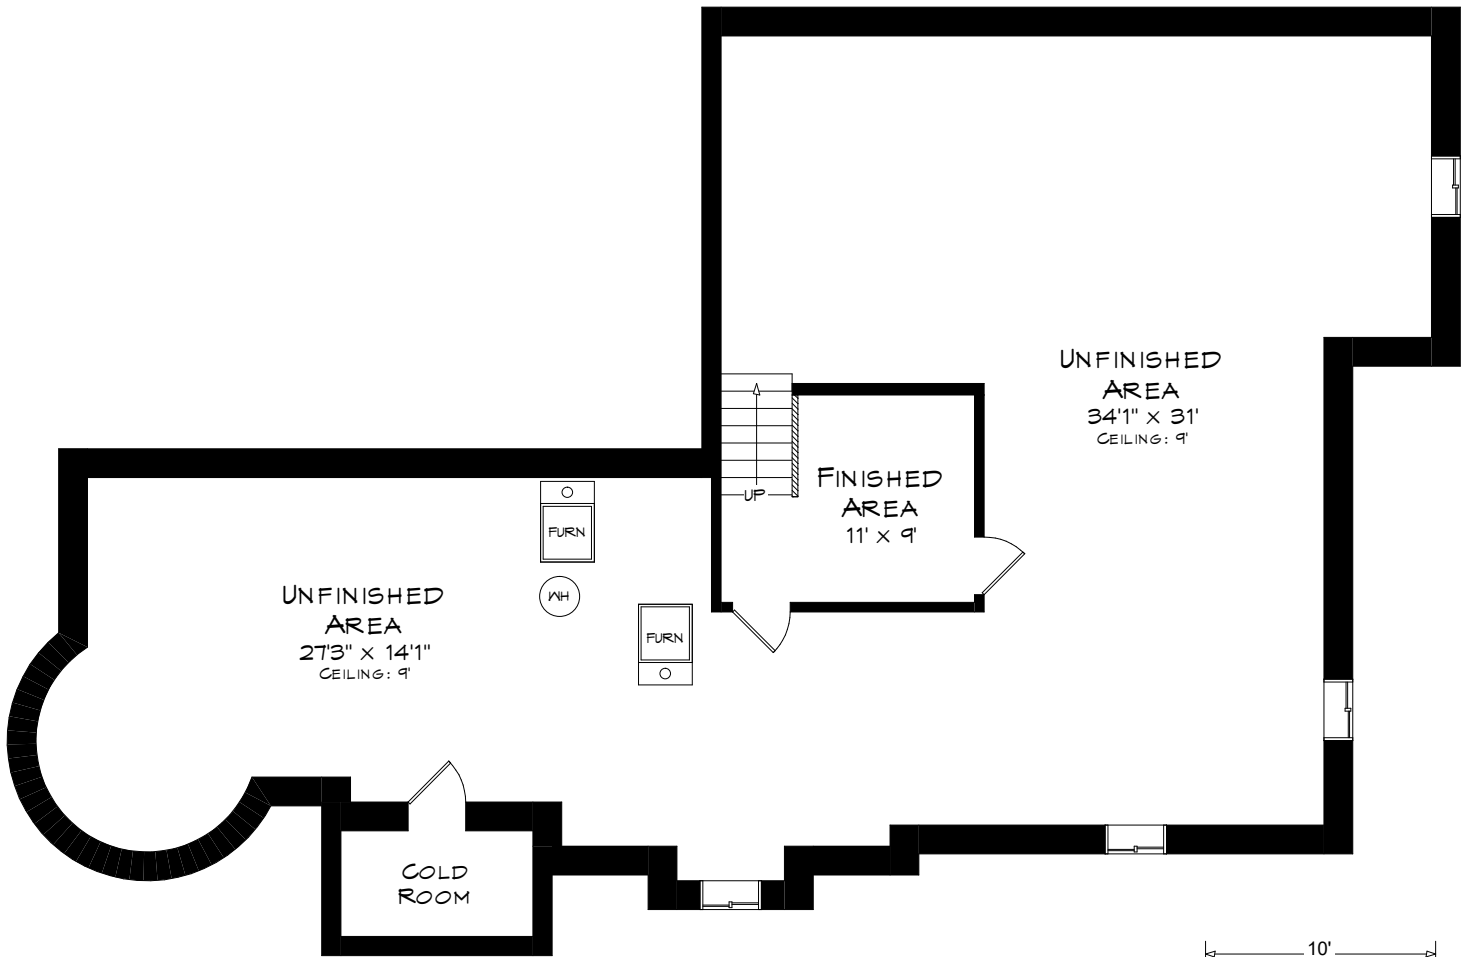 UNFINISHED
AREA
34'1" x 31'
CEILING: 9'
FINISHED
AREA
11' x 9'
UP
FURN
WH
FURN
UNFINISHED
AREA
27'3" x 14'1"
CEILING: 9'
COLD
ROOM
10'